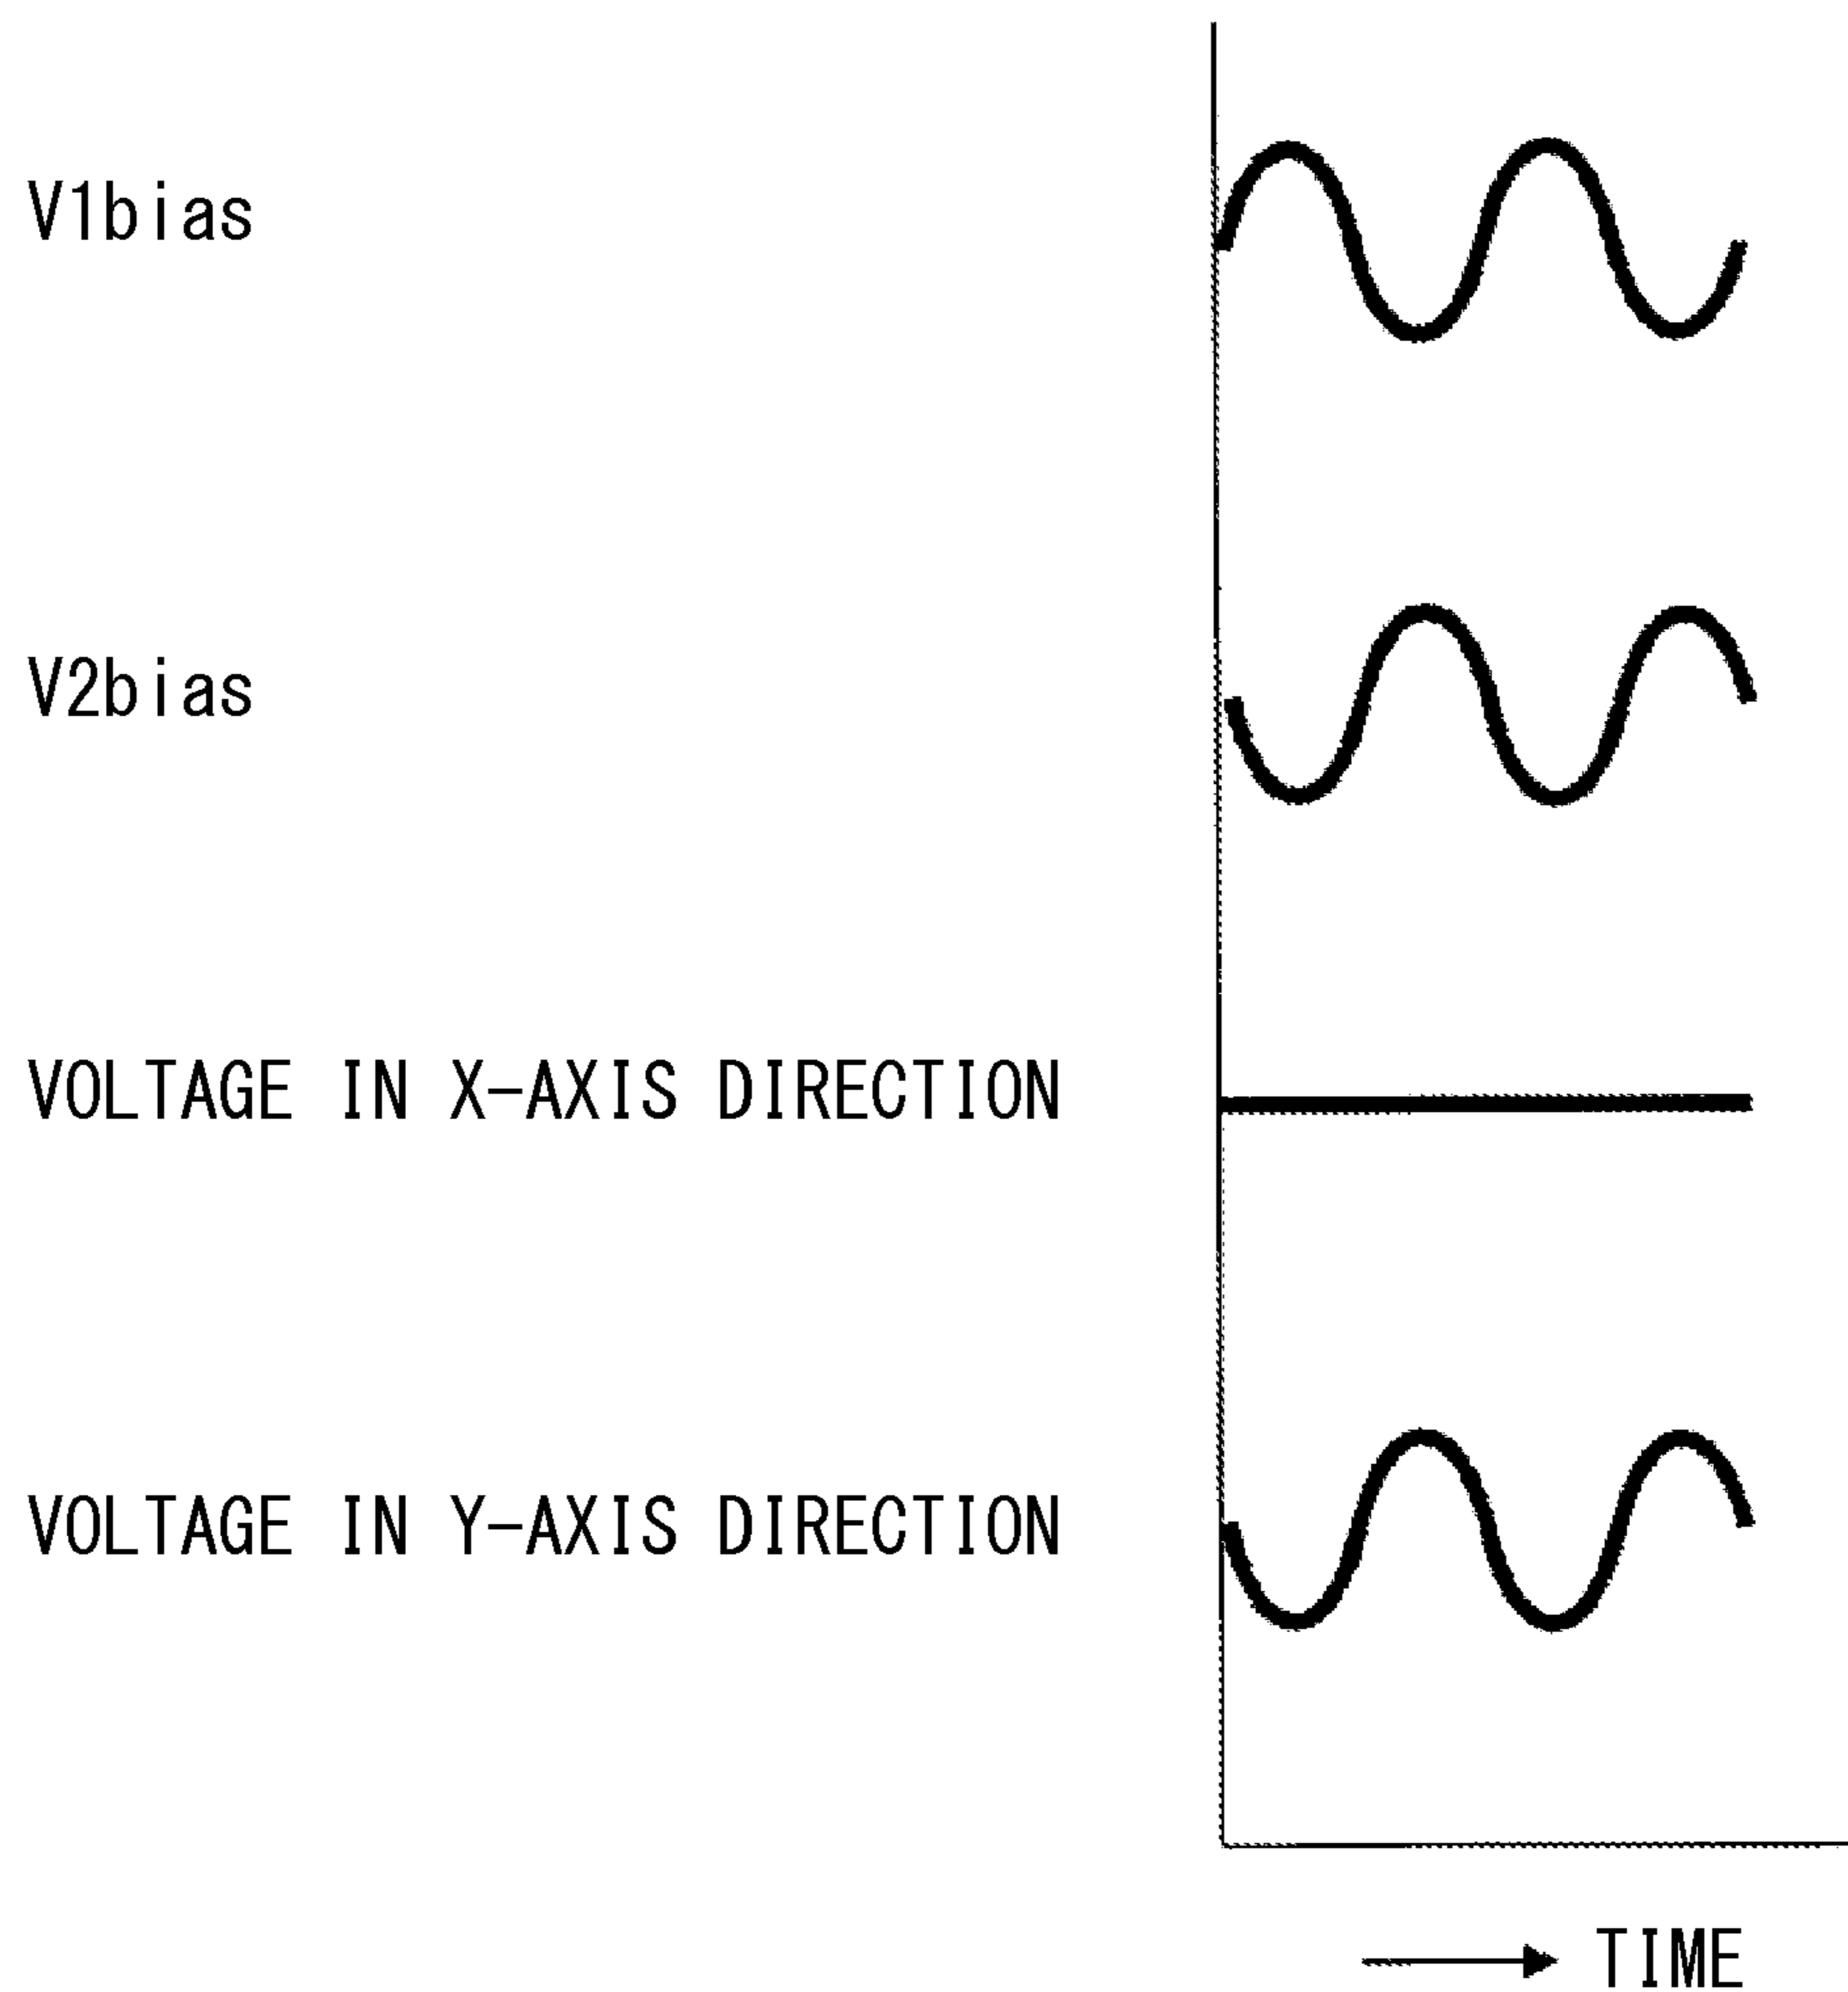 V1bias
V2bias
VOLTAGE IN X-AXIS DIRECTION
VOLTAGE IN Y-AXIS DIRECTION
TIME